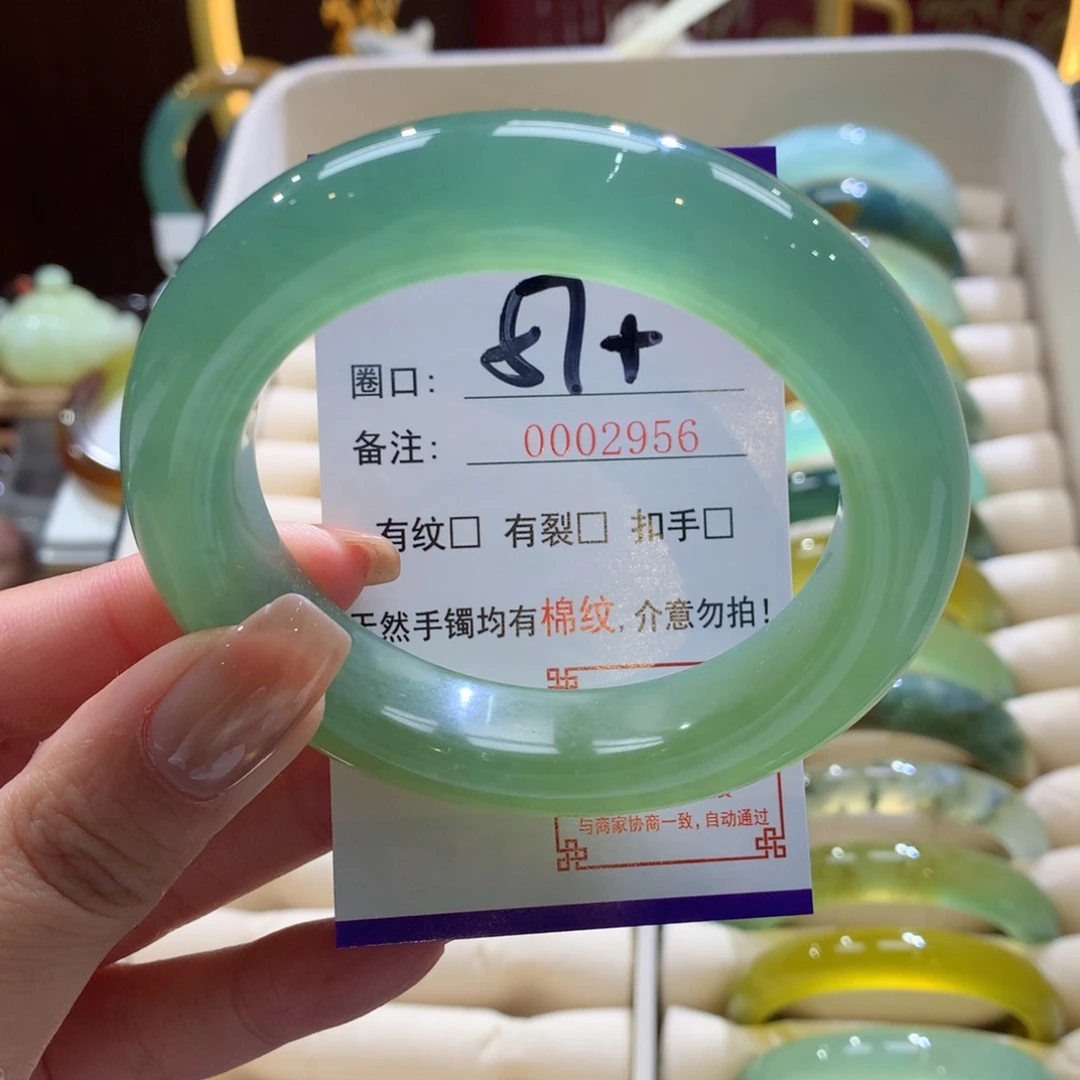 圈口： 57+
备注： 0002956
有纹□ 有裂□ 扣手□
天然手镯均有棉纹，介意勿拍！
与商家协商一致，自动通过